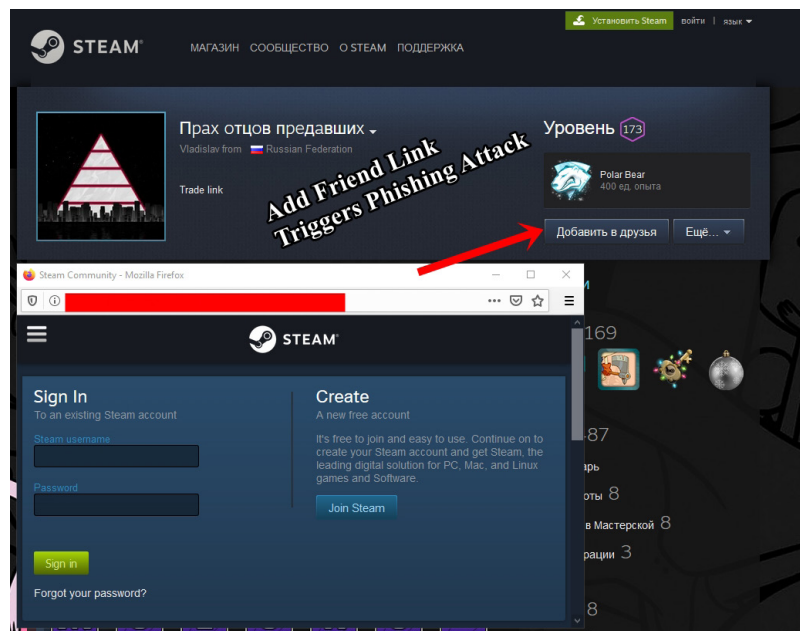 Установить Steam войти | язык
STEAM
МАГАЗИН СООБЩЕСТВО О STEAM ПОДДЕРЖКА
Прах отцов предавших
Vladislav from Russian Federation
Trade link
Уровень 173
Polar Bear
400 ед. опыта
Добавить в друзья Ещё...
Add Friend Link
Triggers Phishing Attack
Steam Community - Mozilla Firefox
STEAM
Sign In
To an existing Steam account
Steam username
Password
Sign in
Forgot your password?
Create
A new free account
It's free to join and easy to use. Continue on to
create your Steam account and get Steam, the
leading digital solution for PC, Mac, and Linux
games and Software.
Join Steam
169
87
арь
оты 8
в Мастерской 8
рации 3
8